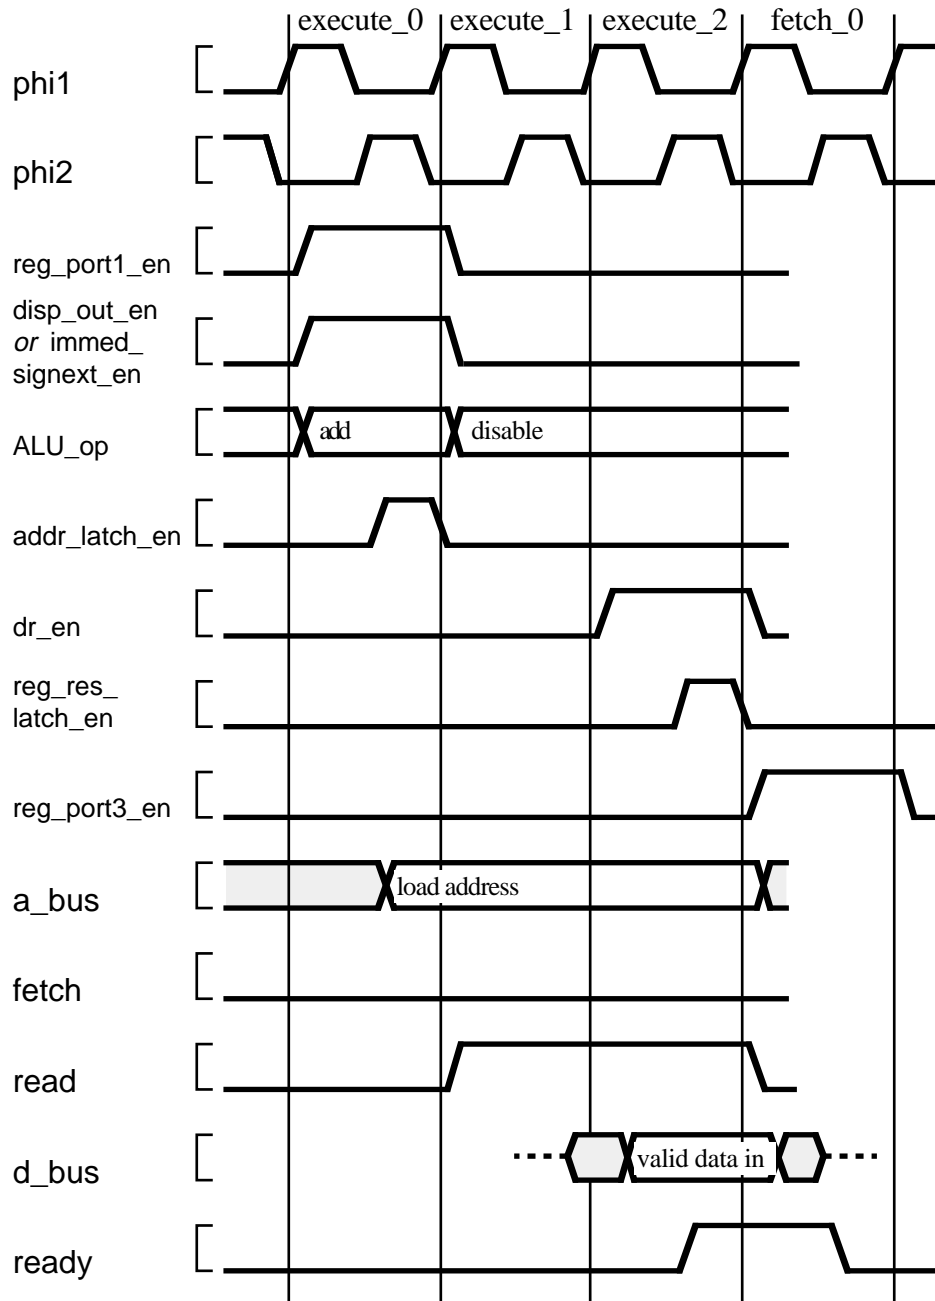 execute_0 execute_1 execute_2 fetch_0
phi1
phi2
reg_port1_en
disp_out_en
or immed_
signext_en
ALU_op
add
disable
addr_latch_en
dr_en
reg_res_
latch_en
reg_port3_en
a_bus
load address
fetch
read
d_bus
valid data in
ready